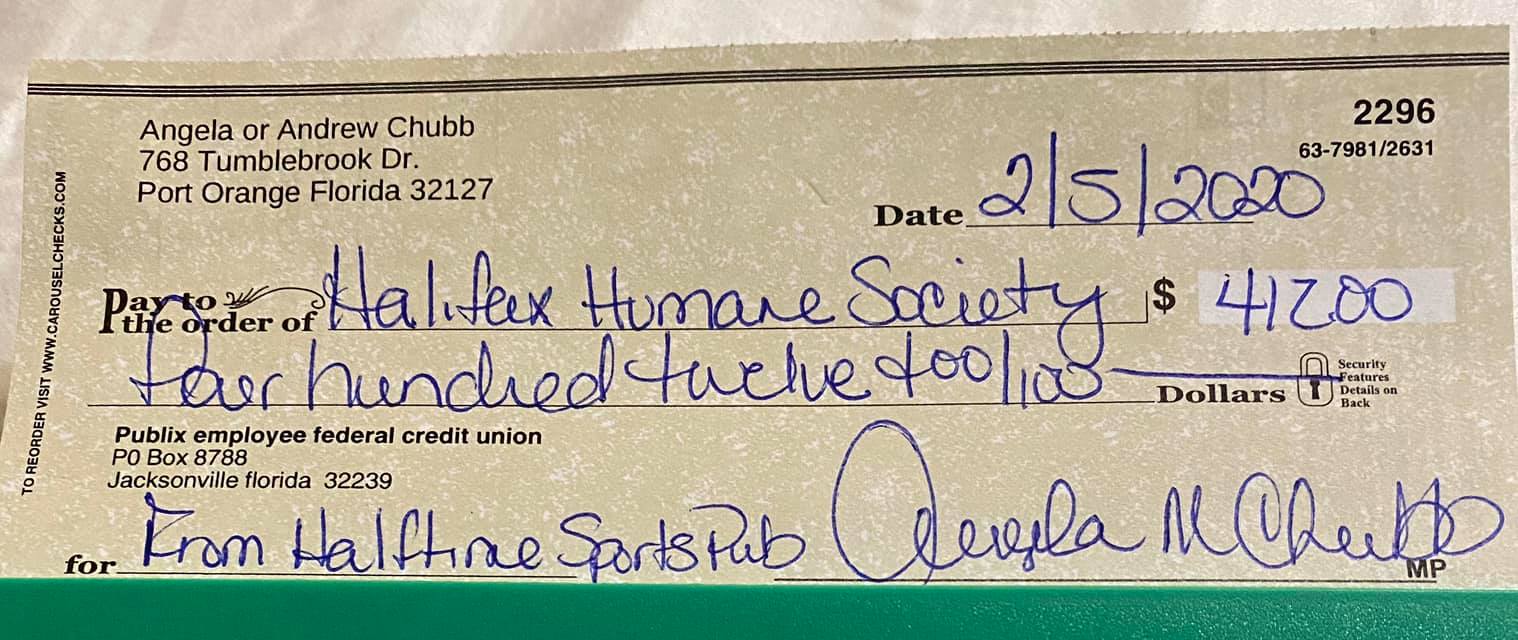 2296
63-7981/2631
Angela or Andrew Chubb
768 Tumblebrook Dr.
Port Orange Florida 32127
Date 2/5/2020
Pay to the order of Halifax Humane Society $ 412.00
four hundred twelve & 00/100 Dollars
Security Features Details on Back
Publix employee federal credit union
PO Box 8788
Jacksonville florida 32239
for From Halftime Sports Pub Angela M Chubb
MP
TO REORDER VISIT WWW.CAROUSELCHECKS.COM